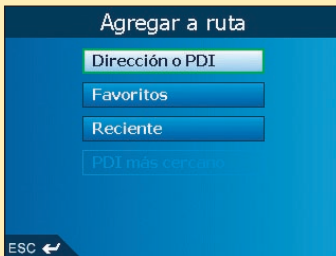 Agregar a ruta
Dirección o PDI
Favoritos
Reciente
PDI más cercano
ESC